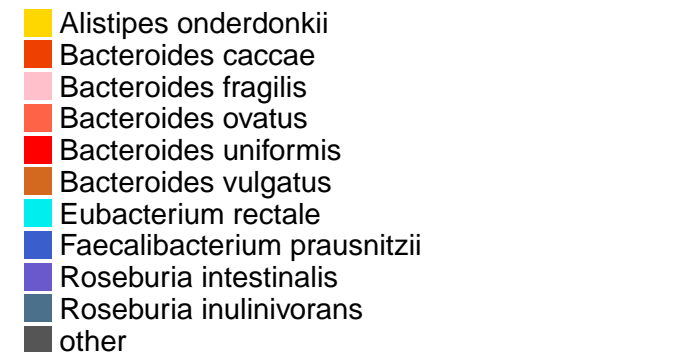 Alistipes onderdonkii
Bacteroides caccae
Bacteroides fragilis
Bacteroides ovatus
Bacteroides uniformis
Bacteroides vulgatus
Eubacterium rectale
Faecalibacterium prausnitzii
Roseburia intestinalis
Roseburia inulinivorans
other